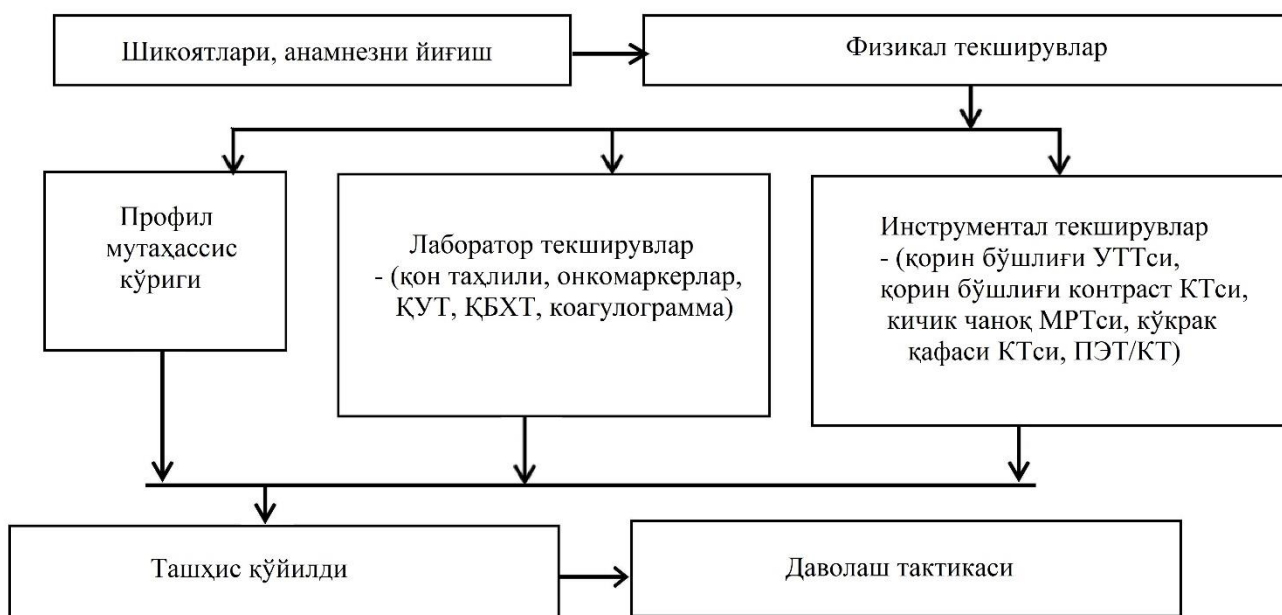 Шикоятлари, анамнезни йиғиш
Физикал текширувлар
Профил
мутаҳассис
кўриги
Лаборатор текширувлар
- (қон таҳлили, онкомаркерлар,
ҚУТ, ҚБХТ, коагулограмма)
Инструментал текширувлар
- (қорин бўшлиғи УТТси,
қорин бўшлиғи контраст КТси,
кичик чаноқ МРТси, кўкрак
қафаси КТси, ПЭТ/КТ)
Ташҳис қўйилди
Даволаш тактикаси